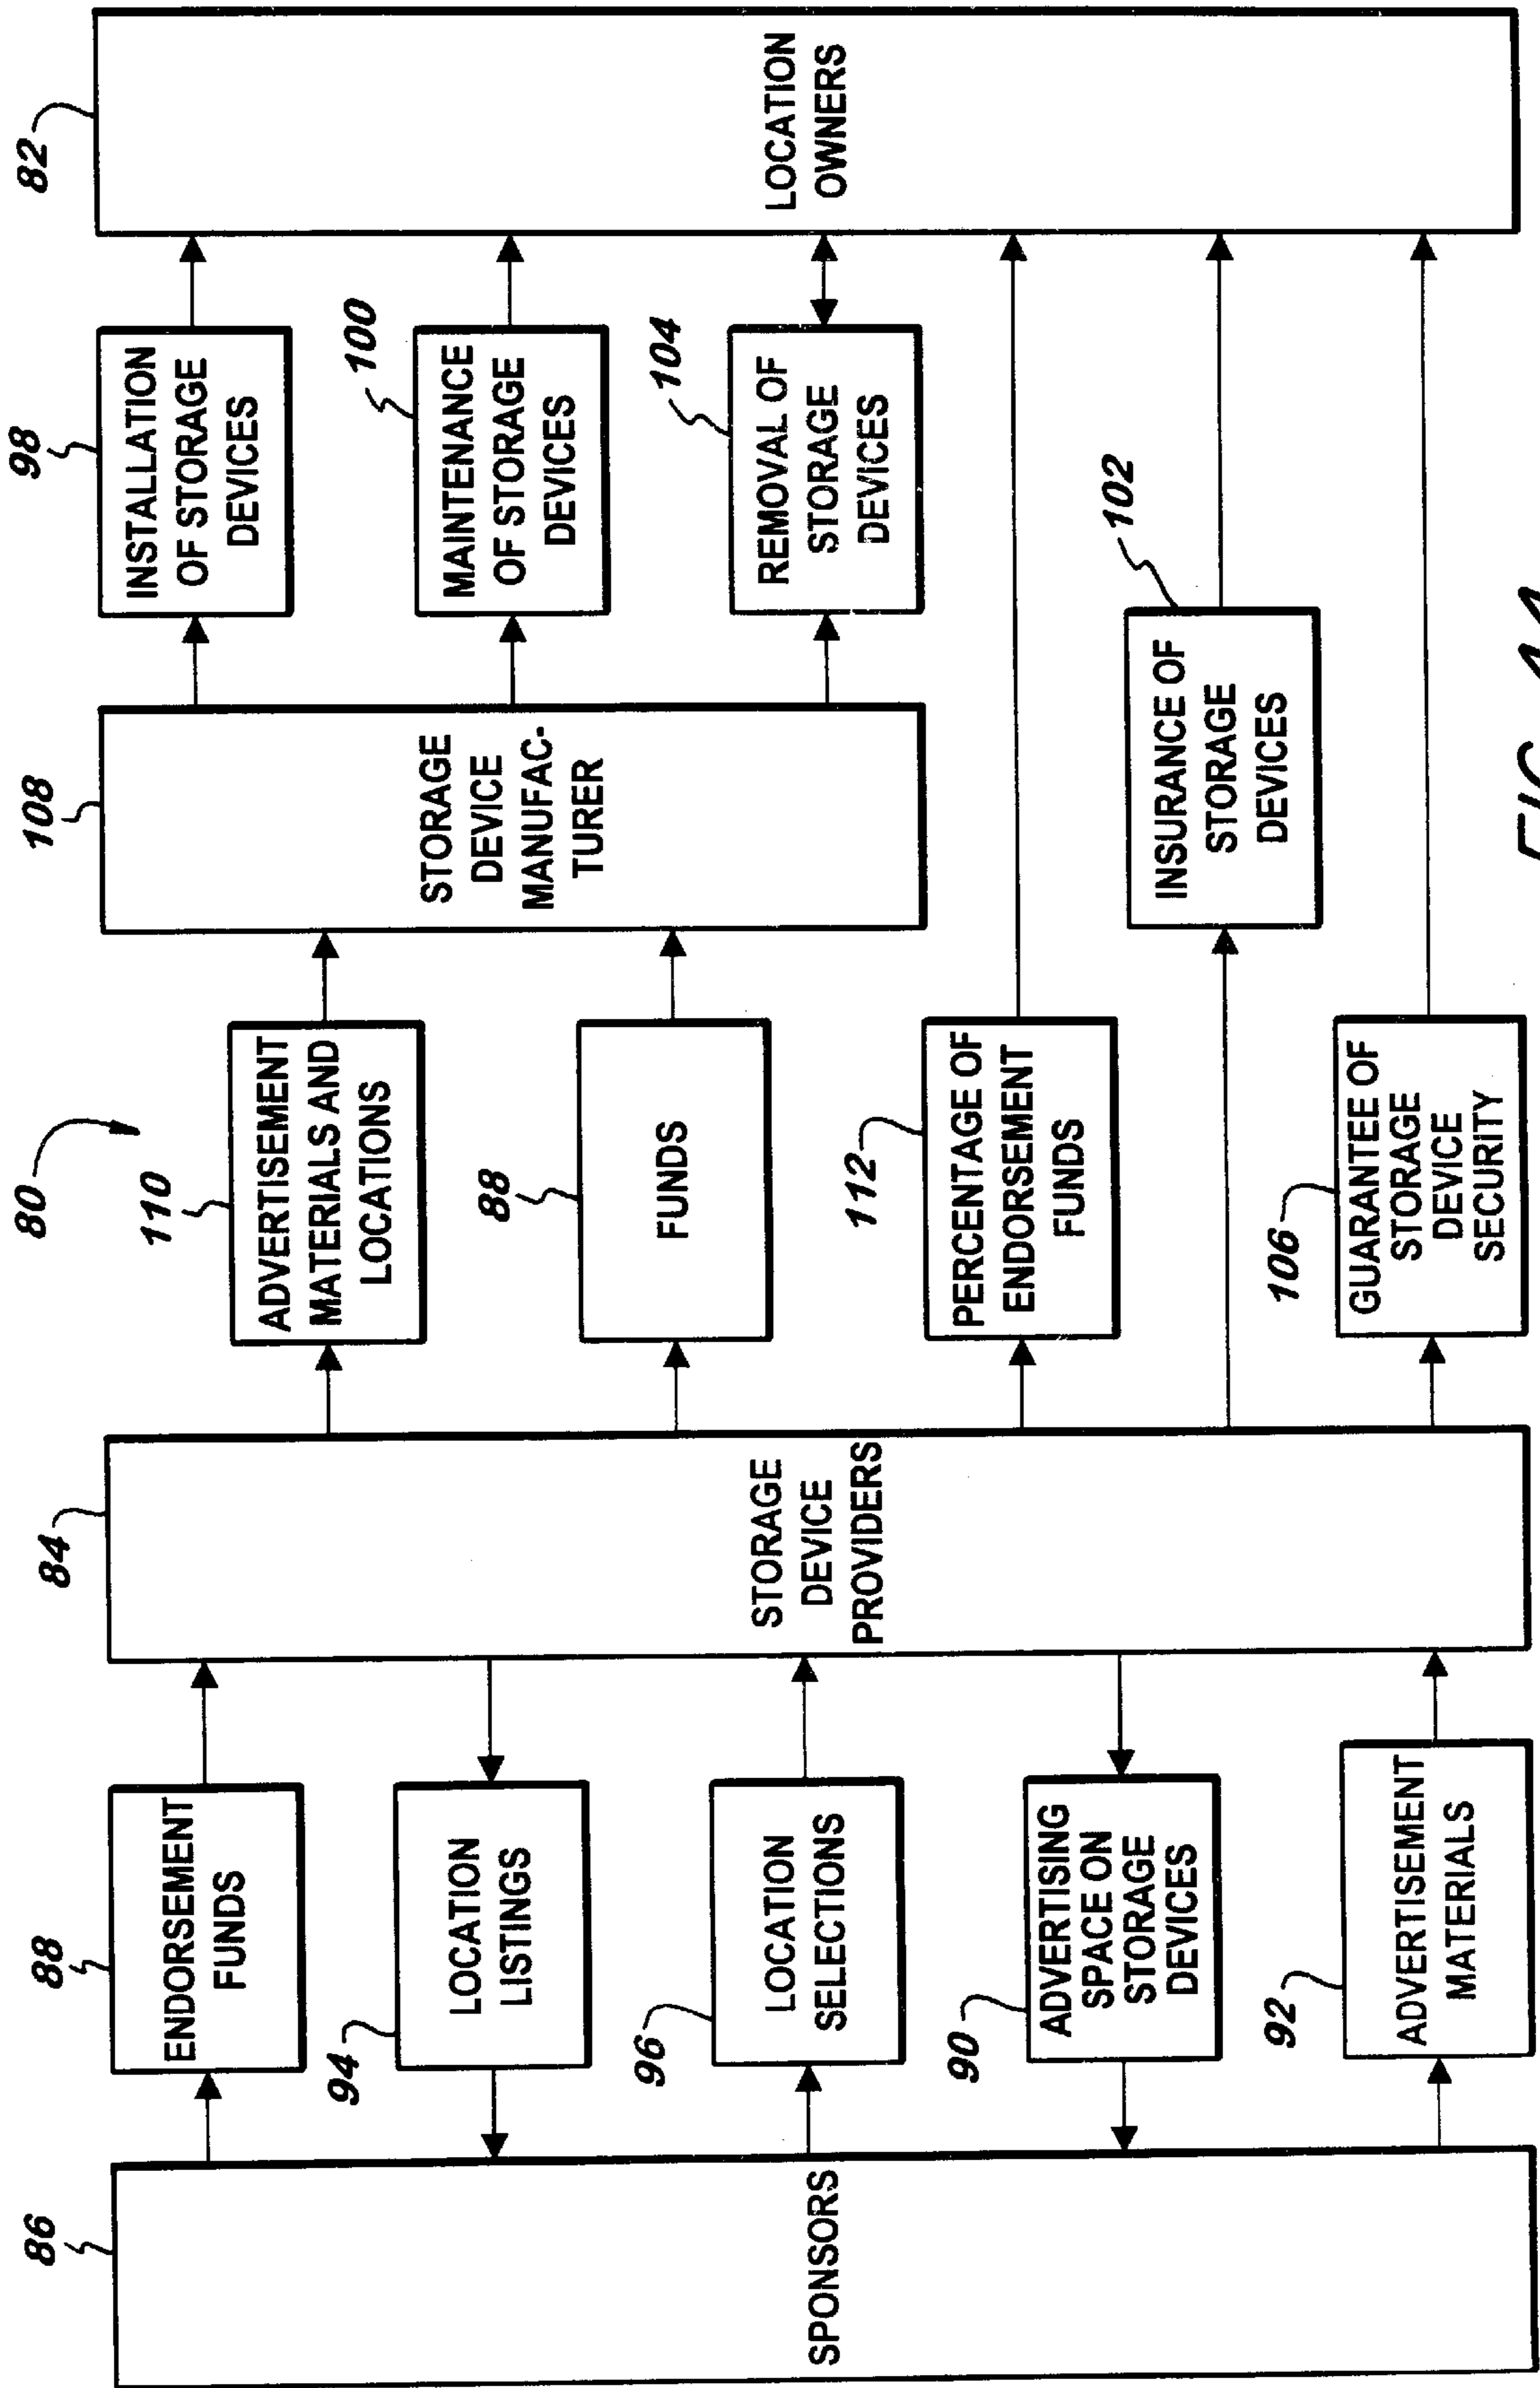 86
SPONSORS
88
ENDORSEMENT
FUNDS
94
LOCATION
LISTINGS
96
LOCATION
SELECTIONS
90
ADVERTISING
SPACE ON
STORAGE
DEVICES
92
ADVERTISEMENT
MATERIALS
84
STORAGE
DEVICE
PROVIDERS
80
110
ADVERTISEMENT
MATERIALS AND
LOCATIONS
88
FUNDS
112
PERCENTAGE OF
ENDORSEMENT
FUNDS
106
GUARANTEE OF
STORAGE
DEVICE
SECURITY
108
STORAGE
DEVICE
MANUFAC-
TURER
102
INSURANCE OF
STORAGE
DEVICES
98
INSTALLATION
OF STORAGE
DEVICES
100
MAINTENANCE
OF STORAGE
DEVICES
104
REMOVAL OF
STORAGE
DEVICES
82
LOCATION
OWNERS
FIG.